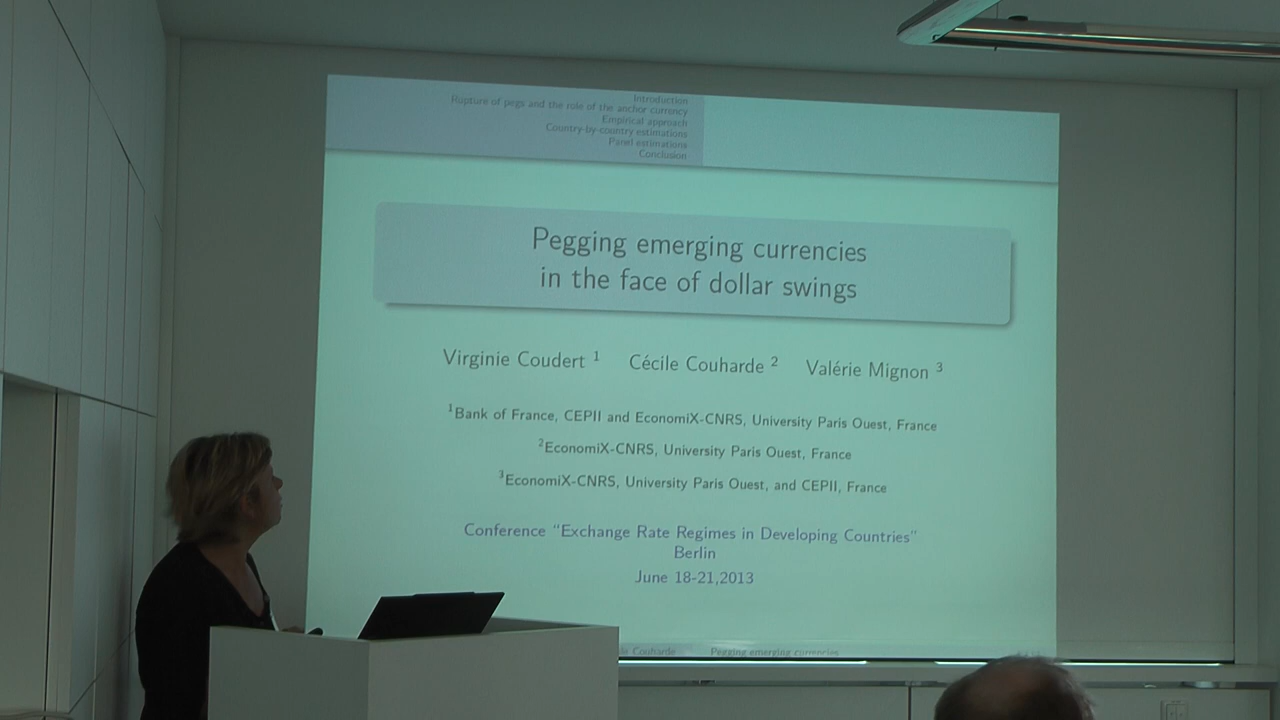 Introduction
Rupture of pegs and the role of the anchor currency
Empirical approach
Country-by-country estimations
Panel estimations
Conclusion
Pegging emerging currencies
in the face of dollar swings
Virginie Coudert ¹ Cécile Couharde ² Valérie Mignon ³
¹Bank of France, CEPII and EconomiX-CNRS, University Paris Ouest, France
²EconomiX-CNRS, University Paris Ouest, France
³EconomiX-CNRS, University Paris Ouest, and CEPII, France
Conference "Exchange Rate Regimes in Developing Countries"
Berlin
June 18-21,2013
Couharde Pegging emerging currencies